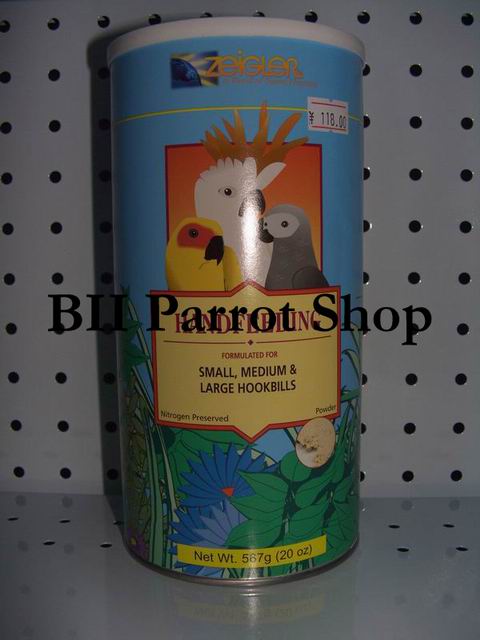 ZEIGLER
¥ 118.00
BII Parrot Shop
HANDFEEDING
FORMULATED FOR
SMALL, MEDIUM &
LARGE HOOKBILLS
Nitrogen Preserved
Powder
Net Wt. 567g (20 oz)